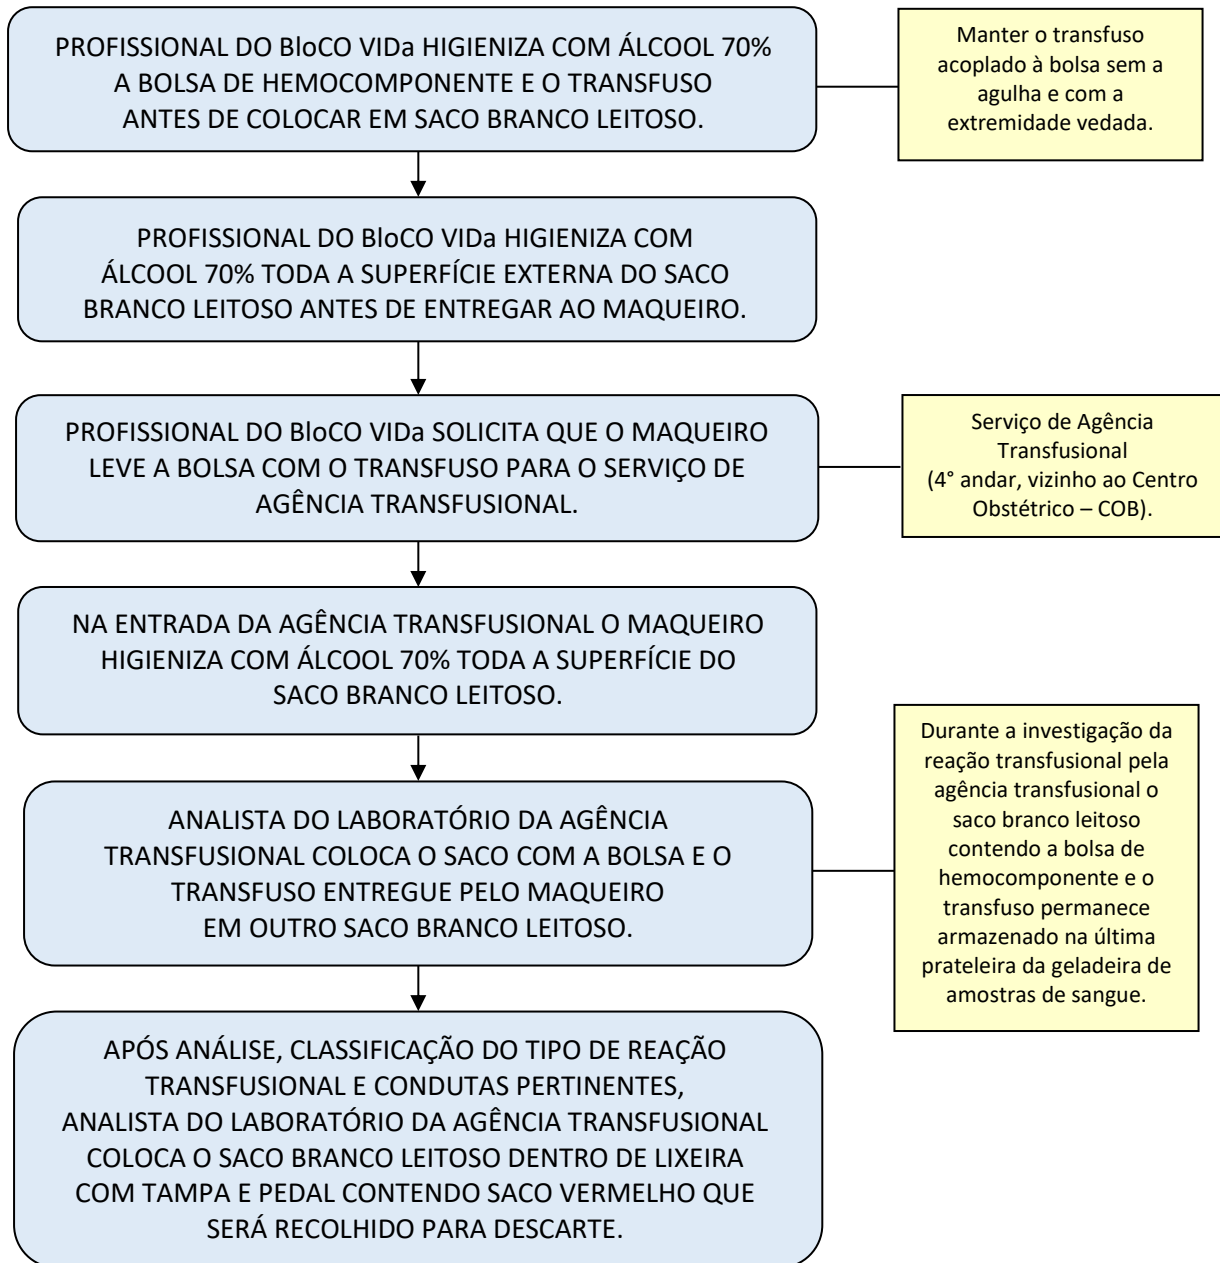 PROFISSIONAL DO BloCO VIDa HIGIENIZA COM ÁLCOOL 70%
A BOLSA DE HEMOCOMPONENTE E O TRANSFUSO
ANTES DE COLOCAR EM SACO BRANCO LEITOSO.
Manter o transfuso
acoplado à bolsa sem a
agulha e com a
extremidade vedada.
PROFISSIONAL DO BloCO VIDa HIGIENIZA COM
ÁLCOOL 70% TODA A SUPERFÍCIE EXTERNA DO SACO
BRANCO LEITOSO ANTES DE ENTREGAR AO MAQUEIRO.
PROFISSIONAL DO BloCO VIDa SOLICITA QUE O MAQUEIRO
LEVE A BOLSA COM O TRANSFUSO PARA O SERVIÇO DE
AGÊNCIA TRANSFUSIONAL.
Serviço de Agência
Transfusional
(4° andar, vizinho ao Centro
Obstétrico – COB).
NA ENTRADA DA AGÊNCIA TRANSFUSIONAL O MAQUEIRO
HIGIENIZA COM ÁLCOOL 70% TODA A SUPERFÍCIE DO
SACO BRANCO LEITOSO.
ANALISTA DO LABORATÓRIO DA AGÊNCIA
TRANSFUSIONAL COLOCA O SACO COM A BOLSA E O
TRANSFUSO ENTREGUE PELO MAQUEIRO
EM OUTRO SACO BRANCO LEITOSO.
Durante a investigação da
reação transfusional pela
agência transfusional o
saco branco leitoso
contendo a bolsa de
hemocomponente e o
transfuso permanece
armazenado na última
prateleira da geladeira de
amostras de sangue.
APÓS ANÁLISE, CLASSIFICAÇÃO DO TIPO DE REAÇÃO
TRANSFUSIONAL E CONDUTAS PERTINENTES,
ANALISTA DO LABORATÓRIO DA AGÊNCIA TRANSFUSIONAL
COLOCA O SACO BRANCO LEITOSO DENTRO DE LIXEIRA
COM TAMPA E PEDAL CONTENDO SACO VERMELHO QUE
SERÁ RECOLHIDO PARA DESCARTE.